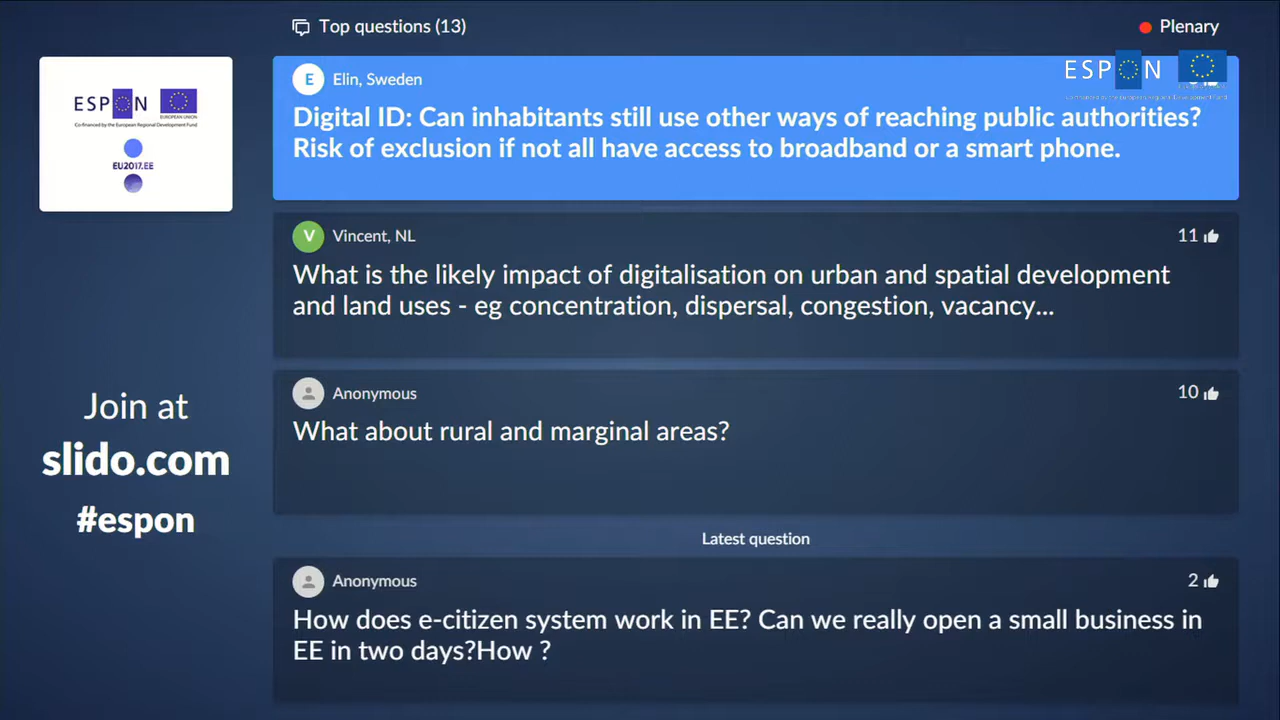 Top questions (13)
Plenary
ESPON
ESPON
EUROPEAN UNION
Co-financed by the European Regional Development Fund
EU2017.EE
E
Elin, Sweden
Digital ID: Can inhabitants still use other ways of reaching public authorities?
Risk of exclusion if not all have access to broadband or a smart phone.
V
Vincent, NL
11
What is the likely impact of digitalisation on urban and spatial development
and land uses - eg concentration, dispersal, congestion, vacancy...
Anonymous
10
What about rural and marginal areas?
Join at
slido.com
#espon
Latest question
Anonymous
2
How does e-citizen system work in EE? Can we really open a small business in
EE in two days?How ?